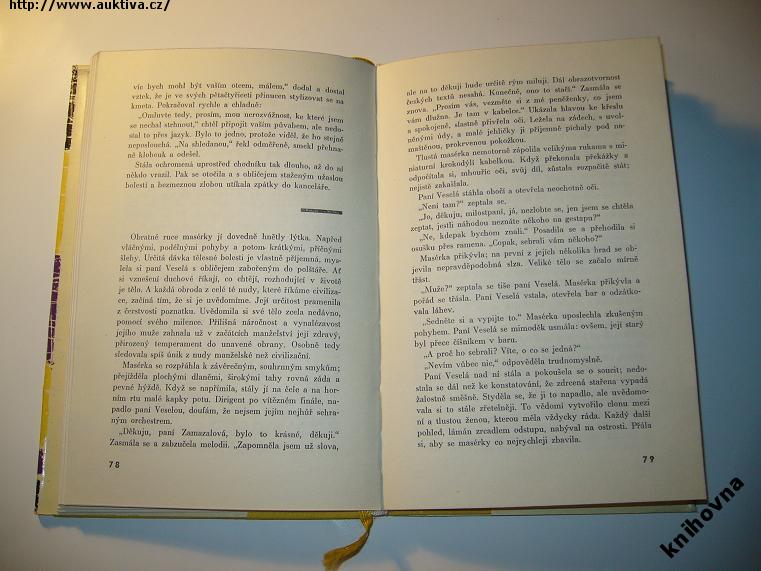 http://www.auktiva.cz/
víc bych mohl být vaším otcem, málem,“ dodal a dostal
vztek, že je ve svých pětačtyřiceti přinucen stylizovat se na
kmeta. Pokračoval rychle a chladně:
„Omluvte tedy, prosím, mou nerozvážnost, ke které jsem
se nechal strhnout,“ chtěl připojit vaším půvabem, ale nedo-
stal to přes jazyk. Bylo to jedno, protože viděl, že ho stejně
neposlouchá. „Na shledanou,“ řekl odměřeně, smekl přehna-
ně klobouk a odešel.
Stála ochromená uprostřed chodníku tak dlouho, až do ní
někdo vrazil. Pak se otočila a s obličejem staženým užaslou
bolestí a bezmeznou zlobou utíkala zpátky do kanceláře.
Obratné ruce masérky jí dovedně hnětly lýtka. Napřed
vláčnými, podélnými pohyby a potom krátkými, příčnými
šlehy. Určitá dávka tělesné bolesti je vlastně příjemná, mys-
lela si paní Veselá s obličejem zabořeným do polštáře. Ať
si vznešení duchové říkají, co chtějí, rozhodující v životě
je tělo. A každá obroda z celé té nudy, které říkáme civiliza-
ce, začíná tím, že si je uvědomíme. Její určitost pramenila
z čerstvosti poznatku. Uvědomila si své tělo zcela nedávno,
pomocí svého milence. Přílišná náročnost a vynalézavost
jejího muže zahnala už v začátcích manželství její zdravý,
přirozený temperament do unavené obrany. Osobně tedy
sledovala spíš únik z nudy manželské než civilizační.
Masérka se rozpřáhla k závěrečným, souhrnným smykům;
přejížděla plochými dlaněmi, širokými tahy rovná záda a
pevné hýždě. Když se napřímila, stály jí na čele a na hor-
ním rtu malé kapky potu. Dirigent po vítězném finále, na-
padlo paní Veselou, doufám, že nejsem jejím nejhůř sehra-
ným orchestrem.
„Děkuju, paní Zamazalová, bylo to krásné, děkuji.“
Zasmála se a zabzučela melodii. „Zapomněla jsem už slova,
78
ale na to děkuji bude určitě rým miluji. Dál obrazotvornost
českých textů nesahá. Konečně, ono to stačí.“ Zasmála se
znova. „Prosím vás, vezměte si z mé peněženky, co jsem
vám dlužna. Je tam v kabelce.“ Ukázala hlavou ke křeslu
a spokojeně, slastně přivřela oči. Ležela na zádech, s uvol-
něnými údy, a malé jehličky jí příjemně píchaly pod na-
maštěnou, prokrvenou pokožkou.
Tlustá masérka nemotorně zápolila velikýma rukama s mi-
niaturní krokodýlí kabelkou. Když překonala překážky a
odpočítala si, mhouříc oči, svůj díl, zůstala rozpačitě stát;
nejistě zakašlala.
Paní Veselá stáhla obočí a otevřela neochotně oči.
„Není tam?“ zeptala se.
„Jo, děkuju, milostpaní, já, nezlobte se, jen jsem se chtěla
zeptat, jestli náhodou neznáte někoho na gestapu?“
„Ne, kdepak bychom znali.“ Posadila se a přehodila si
osušku přes ramena. „Copak, sebrali vám někoho?“
Masérka přikývla; na první z jejích několika brad se ob-
jevila nepravděpodobná slza. Veliké tělo se začalo mírně
třást.
„Muže?“ zeptala se tiše paní Veselá. Masérka přikývla a
pořád se třásla. Paní Veselá vstala, otevřela bar a odzátko-
vala láhev.
„Sedněte si a vypijte to.“ Masérka uposlechla zkušeným
pohybem. Paní Veselá se mimoděk usmála: ovšem, její starý
byl přece číšníkem v baru.
„A proč ho sebrali? Víte, o co se jedná?“
„Nevím vůbec nic,“ odpověděla trudnomyslně.
Paní Veselá nad ní stála a pokoušela se o soucit; nedo-
stala se dál než ke konstatování, že zdrcená stařena vypadá
žalostně směšně. Styděla se, že jí to napadlo, ale uvědomo-
vala si to stále zřetelněji. To vědomí vytvořilo clonu mezi
ní a tlustou ženou, kterou měla vždycky ráda. Každý další
pohled, lámán zrcadlem odstupu, nabýval na ostrosti. Přála
si, aby se masérky co nejrychleji zbavila.
79
knihovna